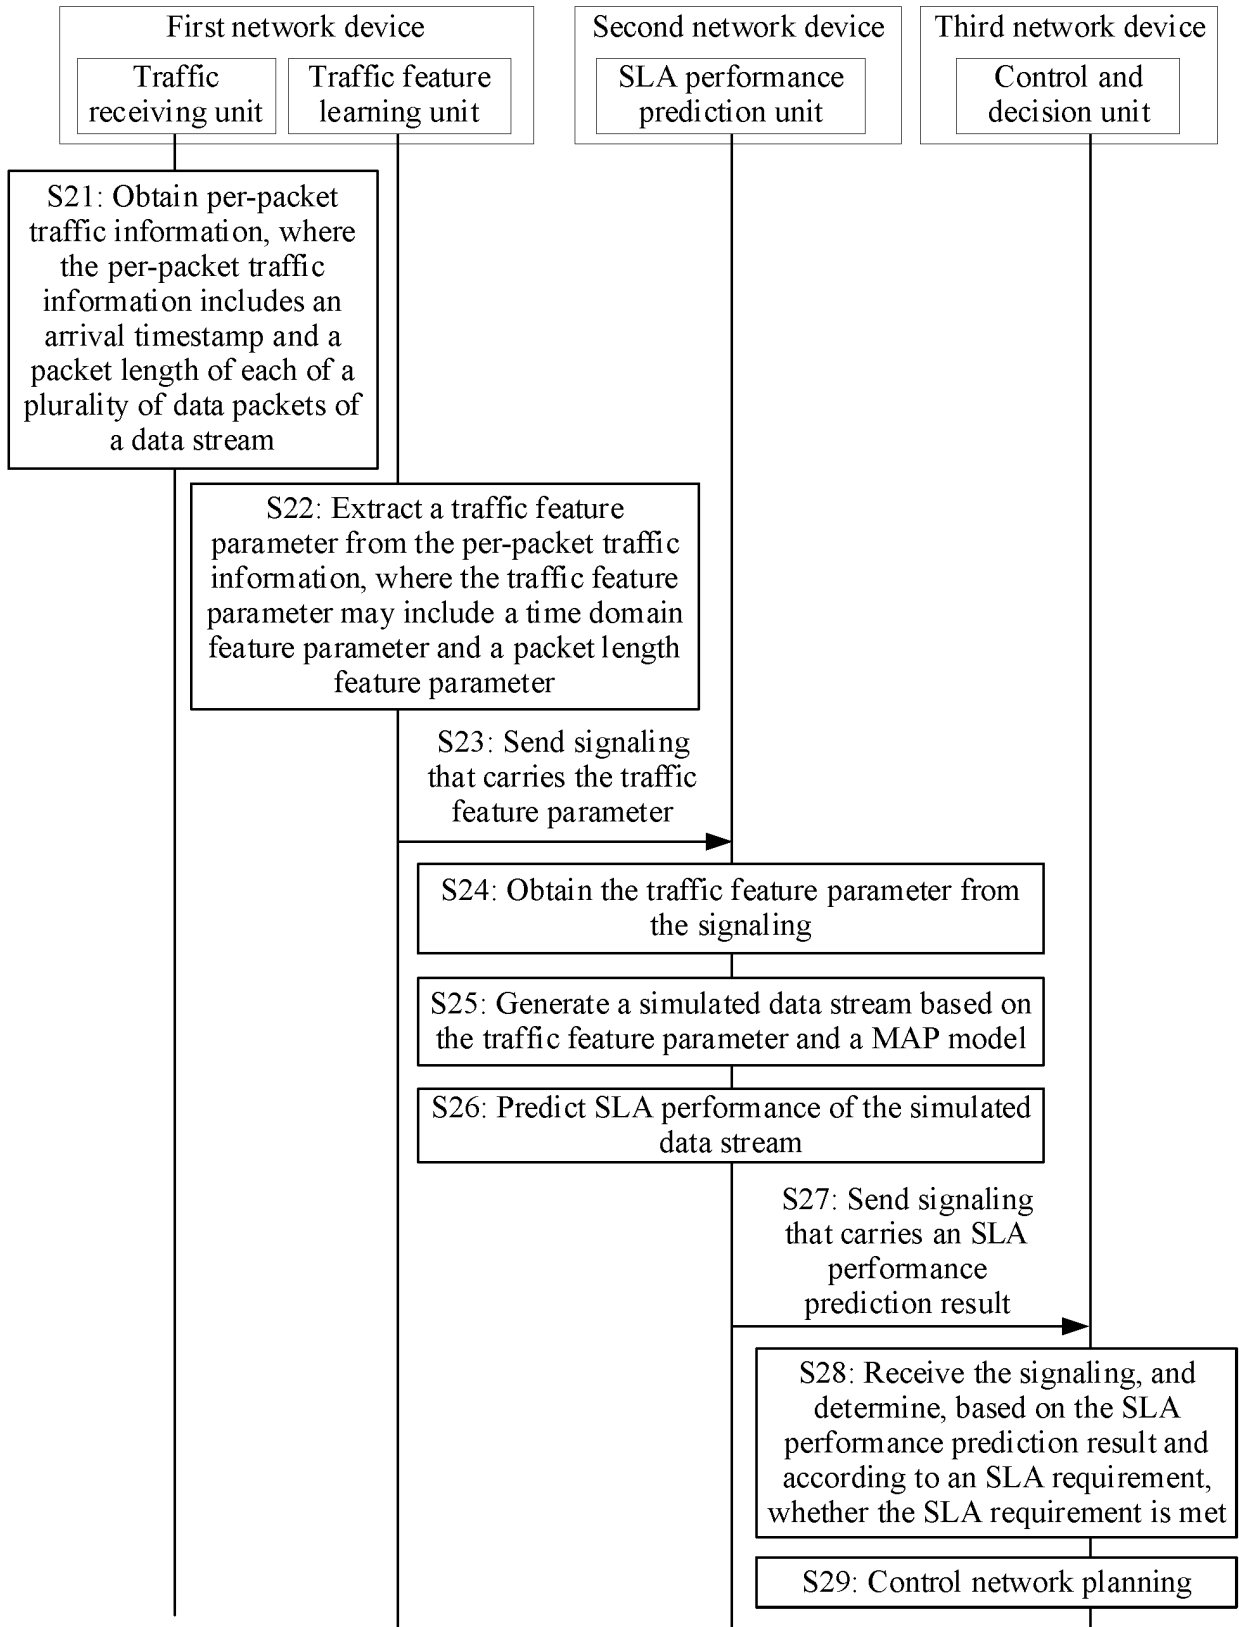 First network device
Second network device
Third network device
Traffic
receiving unit
Traffic feature
learning unit
SLA performance
prediction unit
Control and
decision unit
S21: Obtain per-packet
traffic information, where
the per-packet traffic
information includes an
arrival timestamp and a
packet length of each of a
plurality of data packets of
a data stream
S22: Extract a traffic feature
parameter from the per-packet traffic
information, where the traffic feature
parameter may include a time domain
feature parameter and a packet length
feature parameter
S23: Send signaling
that carries the traffic
feature parameter
S24: Obtain the traffic feature parameter from
the signaling
S25: Generate a simulated data stream based on
the traffic feature parameter and a MAP model
S26: Predict SLA performance of the simulated
data stream
S27: Send signaling
that carries an SLA
performance
prediction result
S28: Receive the signaling, and
determine, based on the SLA
performance prediction result and
according to an SLA requirement,
whether the SLA requirement is met
S29: Control network planning